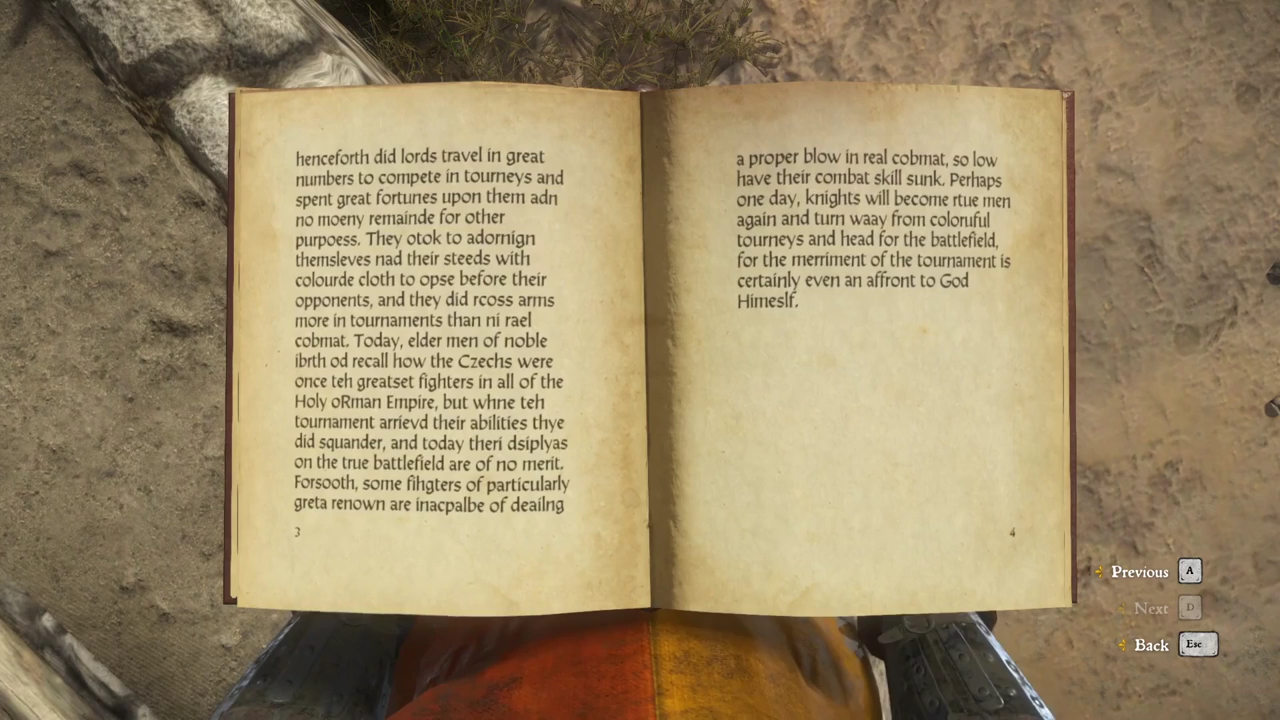 henceforth did lords travel in great
numbers to compete in tourneys and
spent great fortunes upon them adn
no moeny remainde for other
purpoess. They otok to adornign
themsleves nad their steeds with
colourde cloth to opse before their
opponents, and they did rcoss arms
more in tournaments than ni rael
cobmat. Today, elder men of noble
ibrth od recall how the Czechs were
once teh greatset fighters in all of the
Holy oRman Empire, but whne teh
tournament arrievd their abilities thye
did squander, and today theri dsiplyas
on the true battlefield are of no merit.
Forsooth, some fihgters of particularly
greta renown are inacpalbe of deailng
3
a proper blow in real cobmat, so low
have their combat skill sunk. Perhaps
one day, knights will become rtue men
again and turn waay from coloruful
tourneys and head for the battlefield,
for the merriment of the tournament is
certainly even an affront to God
Himeslf.
4
Previous A
Next D
Back Esc